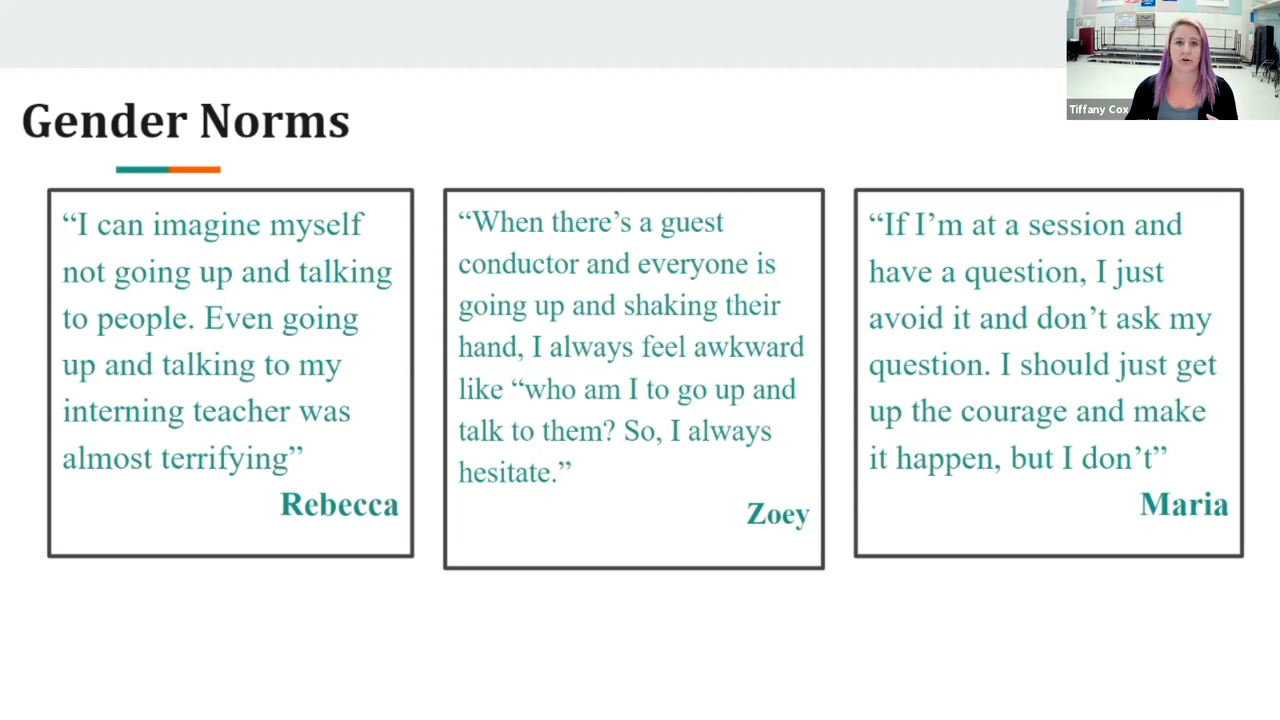 Tiffany Cox
Gender Norms
“I can imagine myself
not going up and talking
to people. Even going
up and talking to my
interning teacher was
almost terrifying”
Rebecca
“When there’s a guest
conductor and everyone is
going up and shaking their
hand, I always feel awkward
like “who am I to go up and
talk to them? So, I always
hesitate.”
Zoey
“If I’m at a session and
have a question, I just
avoid it and don’t ask my
question. I should just get
up the courage and make
it happen, but I don’t”
Maria